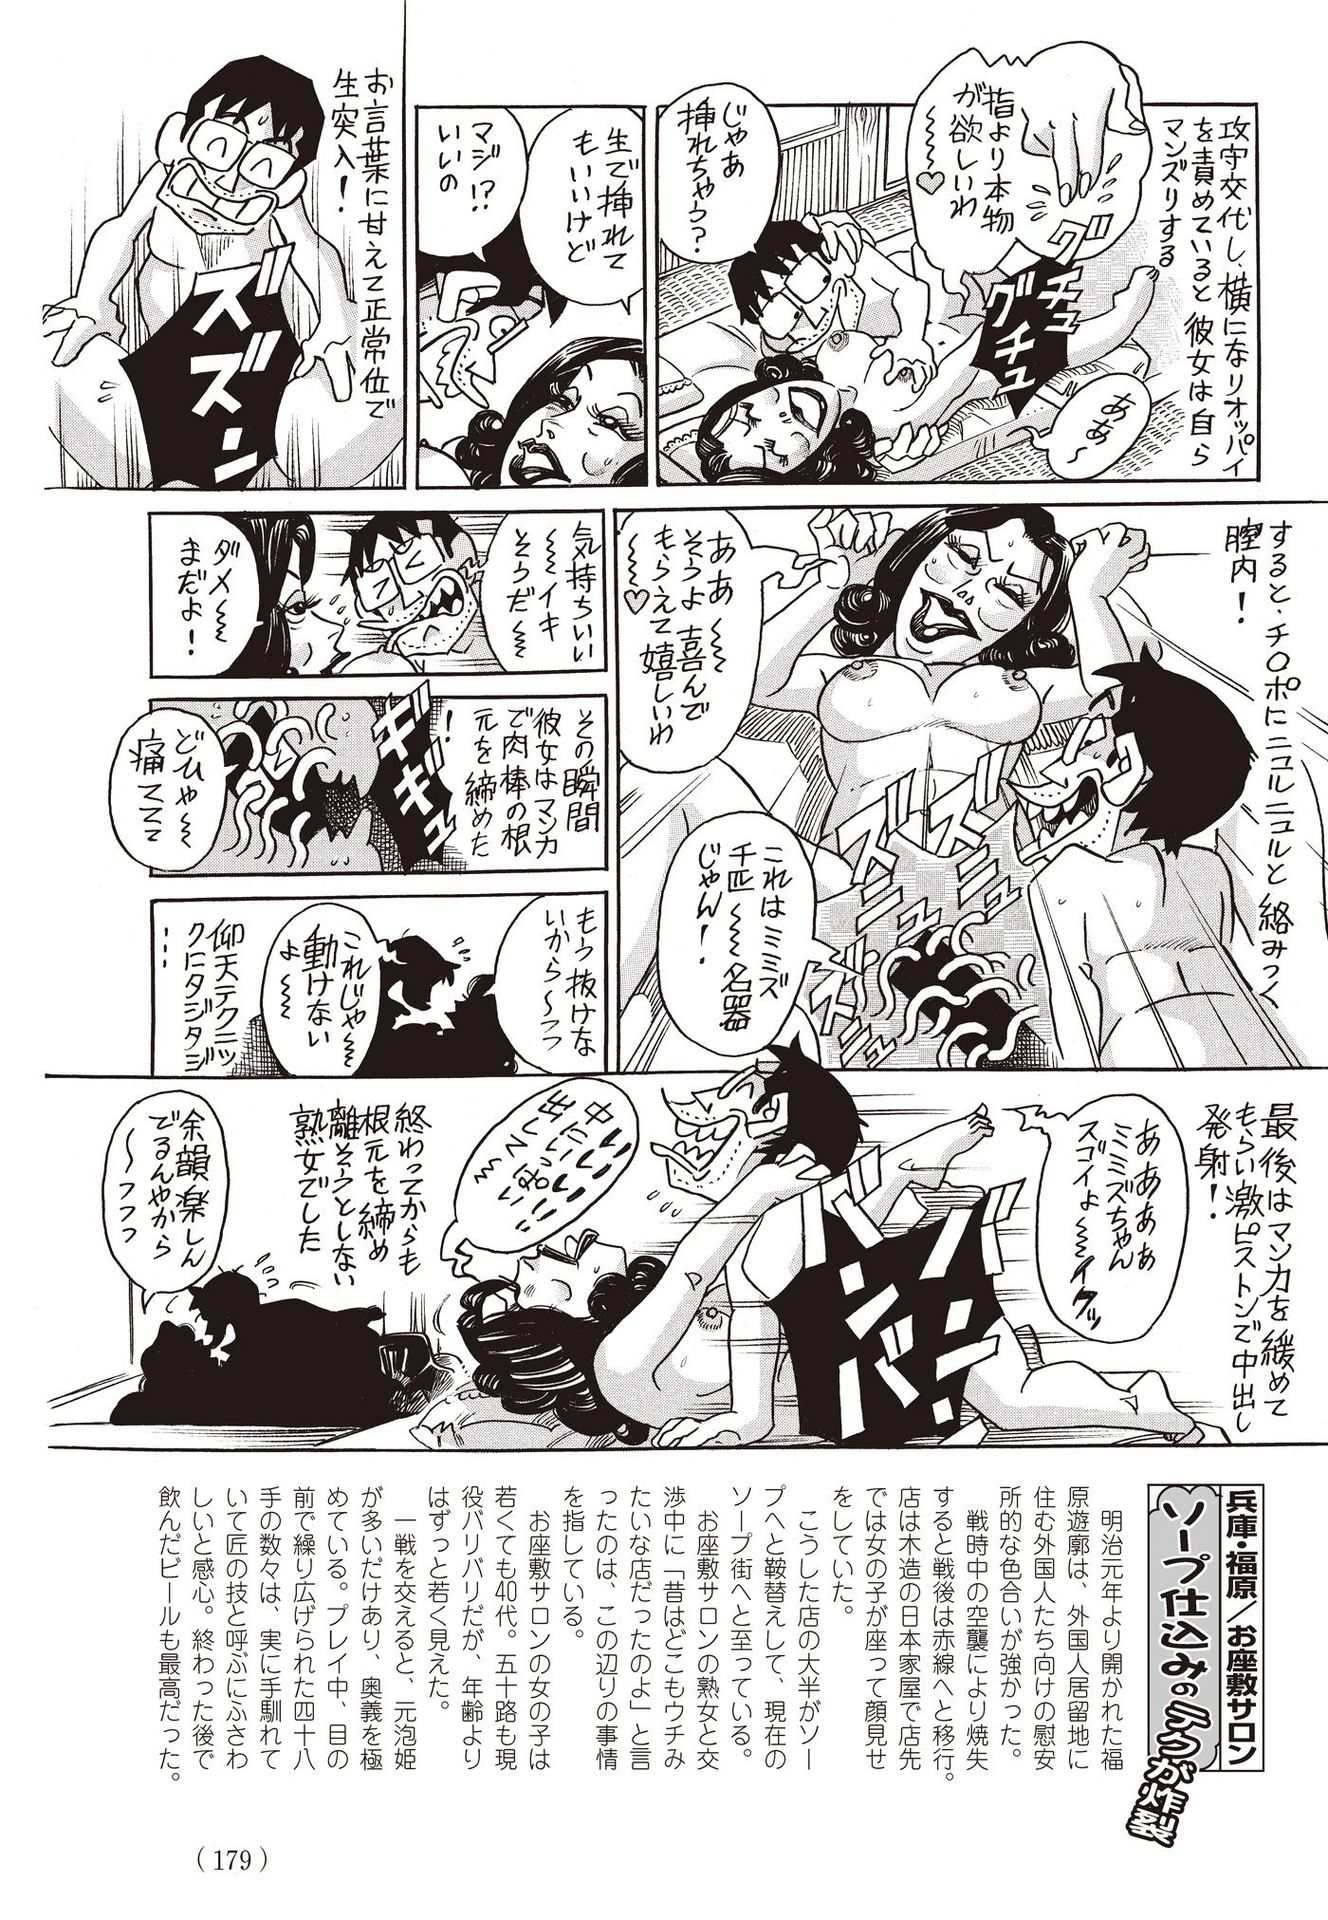 攻守交代し、横になりオッパイ
を責めていると彼女は自ら
マンズリする
指より本物
が欲しいわ
〜〜♡
グチュ
グチュ
ああ〜
じゃあ
挿れちゃう?
生で挿れて
もいいけど
マジ!?
いいの
お言葉に甘えて正常位で
生突入!
ズズン
すると、チ○ポにニュルニュルと絡みつく
膣内!
ああ〜〜
そうよ 喜んで
もらえて嬉しいわ
〜〜♡
これはミミズ
千匹〜〜名器
じゃん!
気持ちいい
〜〜イキ
そうだ〜〜
ダメ〜〜
まだよ!
その瞬間
彼女はマン力
で肉棒の根
元を締めた
!
ギギュ
どひゃ〜〜
痛ててて
もう抜けな
いから〜フフ
これじゃ〜〜
動けない
よ〜〜
仰天テクニッ
クにタジタジ
…
最後はマン力を緩めて
もらい激ピストンで中出し
発射!
ああああ
ミミズちゃん
スゴイよ〜〜イクッ
終わってからも
根元を締め
離そうとしない
熟女でした
余韻楽しん
でるんやから
〜フフフ
兵庫・福原/お座敷サロン
ソープ仕込みのテクが炸裂
明治元年より開かれた福
原遊廓は、外国人居留地に
住む外国人たち向けの慰安
所的な色合いが強かった。
戦時中の空襲により焼失
すると戦後は赤線へと移行。
店は木造の日本家屋で店先
では女の子が座って顔見せ
をしていた。
こうした店の大半がソー
プへと鞍替えして、現在の
ソープ街へと至っている。
お座敷サロンの熟女と交
渉中に「昔はどこもウチみ
たいな店だったのよ」と言
ったのは、この辺りの事情
を指している。
お座敷サロンの女の子は
若くても40代。五十路も現
役バリバリだが、年齢より
はずっと若く見えた。
一戦を交えると、元泡姫
が多いだけあり、奥義を極
めている。プレイ中、目の
前で繰り広げられた四十八
手の数々は、実に手馴れて
いて匠の技と呼ぶにふさわ
しいと感心。終わった後で
飲んだビールも最高だった。
(179)